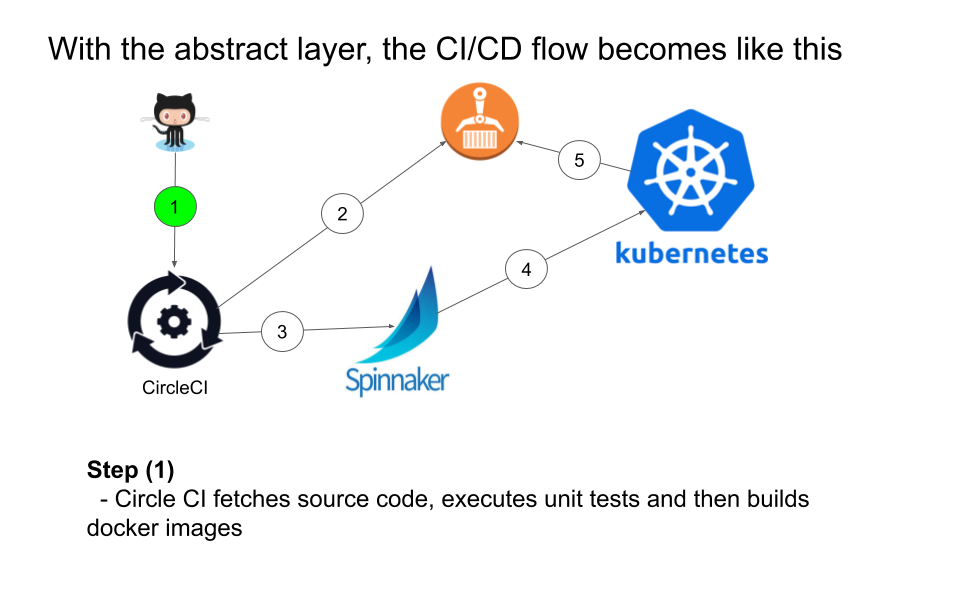 With the abstract layer, the CI/CD flow becomes like this
1
2
3
4
5
kubernetes
CircleCI
Spinnaker
Step (1)
- Circle CI fetches source code, executes unit tests and then builds
docker images